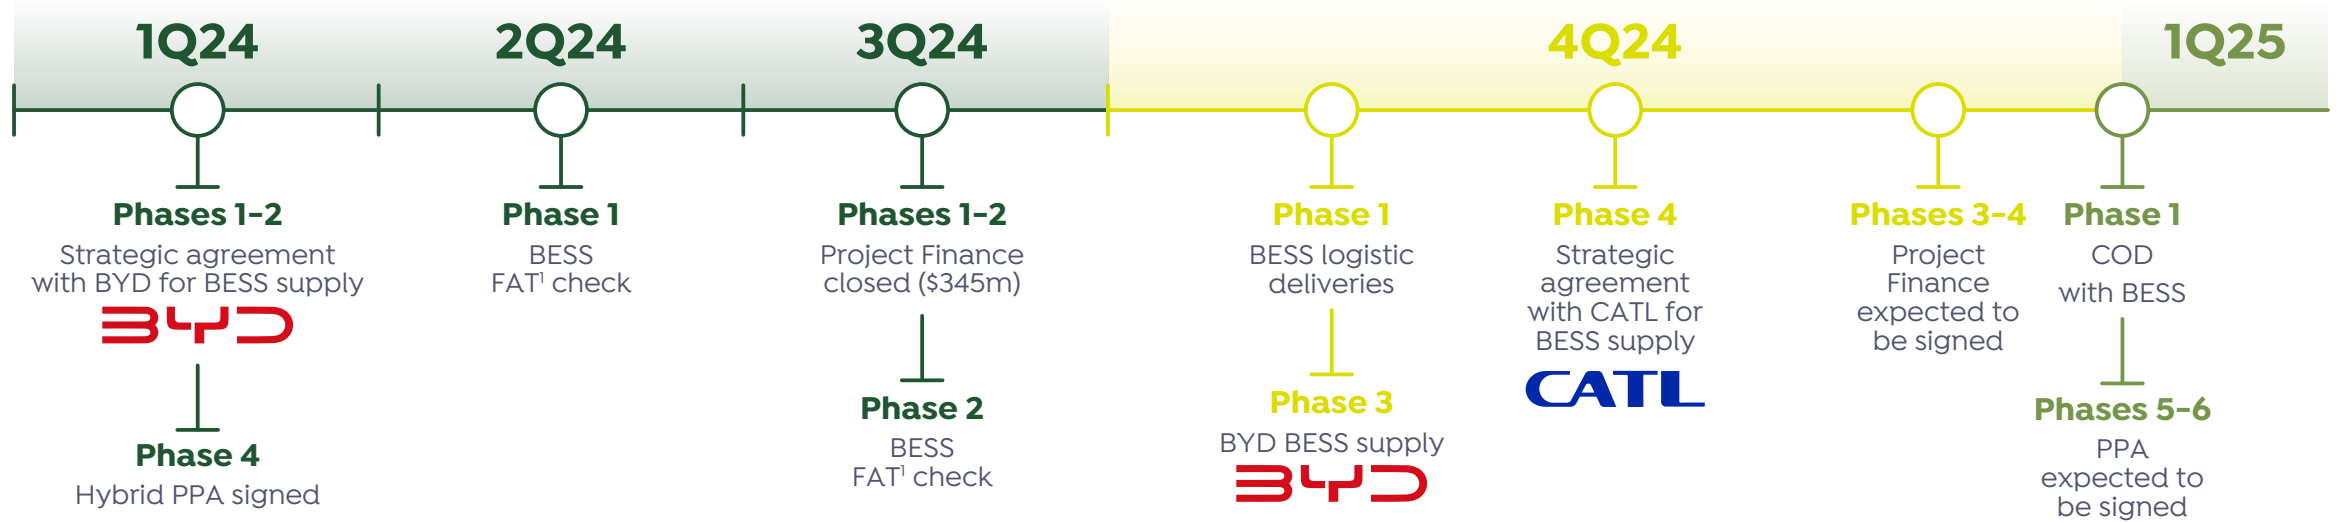 1Q24
2Q24
3Q24
4Q24
1Q25
Phases 1-2
Strategic agreement
with BYD for BESS supply
BYD
Phase 4
Hybrid PPA signed
Phase 1
BESS
FAT¹ check
Phases 1-2
Project Finance
closed ($345m)
Phase 2
BESS
FAT¹ check
Phase 1
BESS logistic
deliveries
Phase 3
BYD BESS supply
BYD
Phase 4
Strategic
agreement
with CATL for
BESS supply
CATL
Phases 3-4
Project
Finance
expected to
be signed
Phase 1
COD
with BESS
Phases 5-6
PPA
expected to
be signed